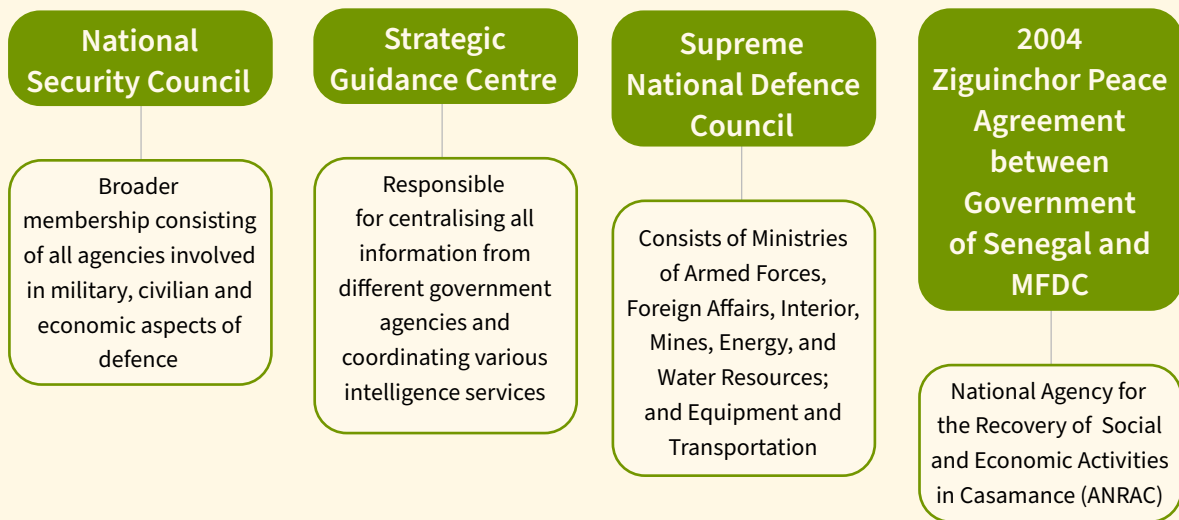 National
Security Council
Broader
membership consisting
of all agencies involved
in military, civilian and
economic aspects of
defence
Strategic
Guidance Centre
Responsible
for centralising all
information from
different government
agencies and
coordinating various
intelligence services
Supreme
National Defence
Council
Consists of Ministries
of Armed Forces,
Foreign Affairs, Interior,
Mines, Energy, and
Water Resources;
and Equipment and
Transportation
2004
Ziguinchor Peace
Agreement
between
Government
of Senegal and
MFDC
National Agency for
the Recovery of Social
and Economic Activities
in Casamance (ANRAC)